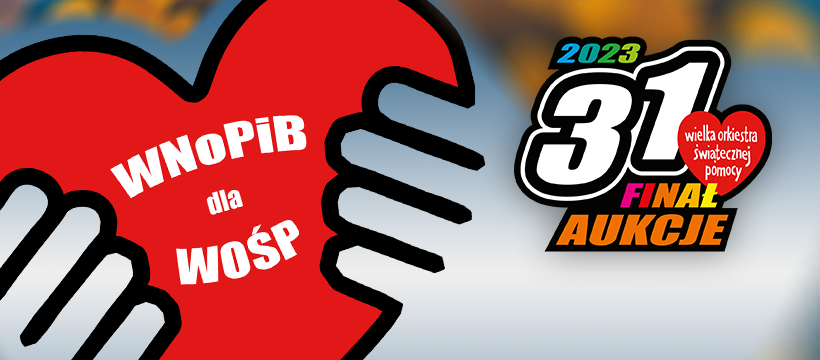 WNoPiB
dla
WOŚP
2023
31
wielka orkiestra
świątecznej
pomocy
FINAŁ
AUKCJE